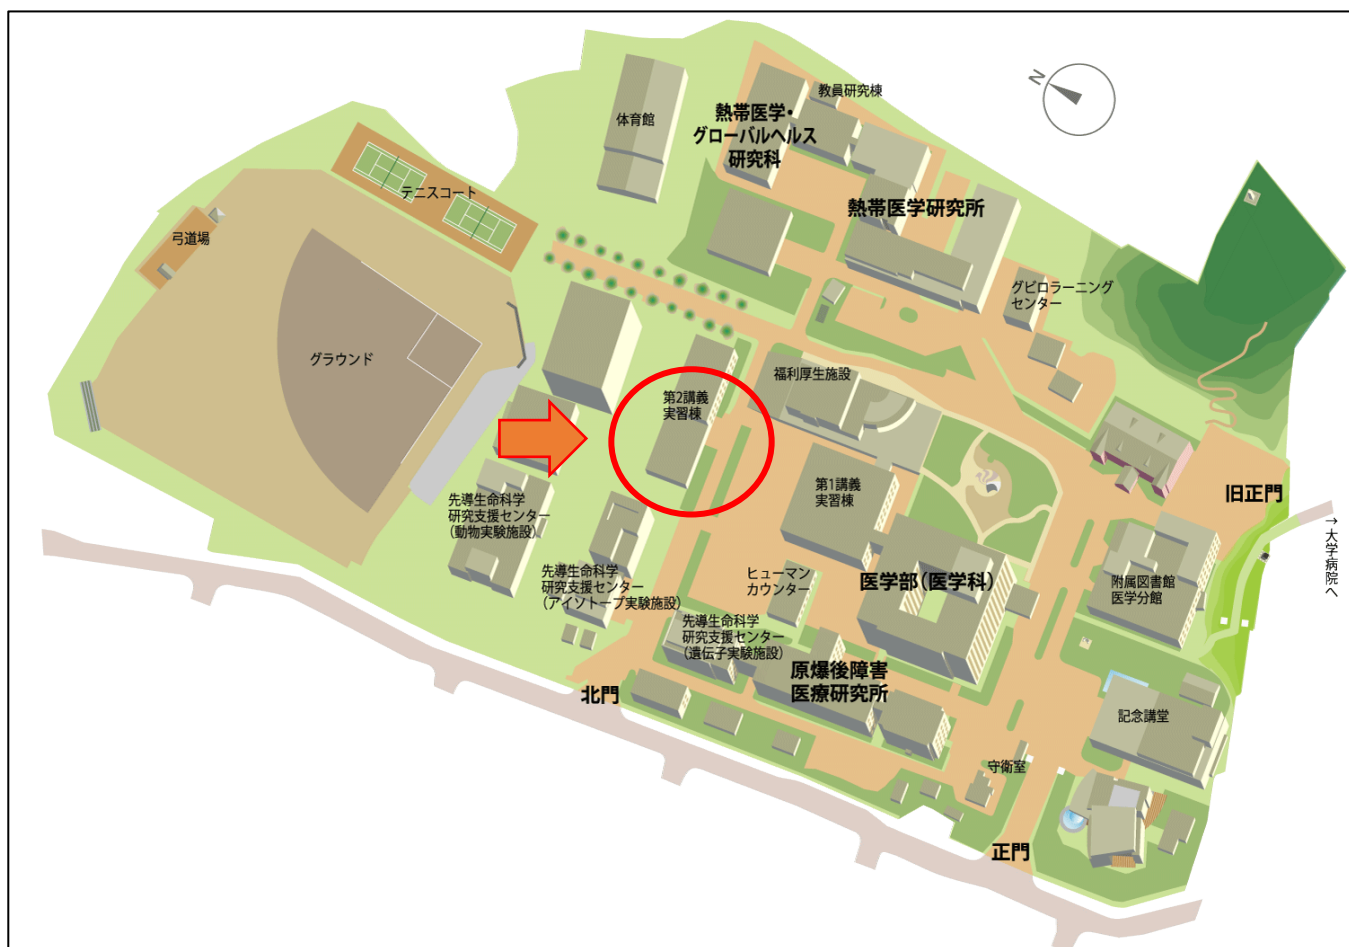 N
教員研究棟
体育館
熱帯医学・
グローバルヘルス
研究科
テニスコート
熱帯医学研究所
弓道場
グビロラーニング
センター
グラウンド
福利厚生施設
第2講義
実習棟
第1講義
実習棟
旧正門
→大学病院へ
先導生命科学
研究支援センター
(動物実験施設)
先導生命科学
研究支援センター
(アイソトープ実験施設)
ヒューマン
カウンター
医学部(医学科)
附属図書館
医学分館
先導生命科学
研究支援センター
(遺伝子実験施設)
原爆後障害
医療研究所
北門
記念講堂
守衛室
正門